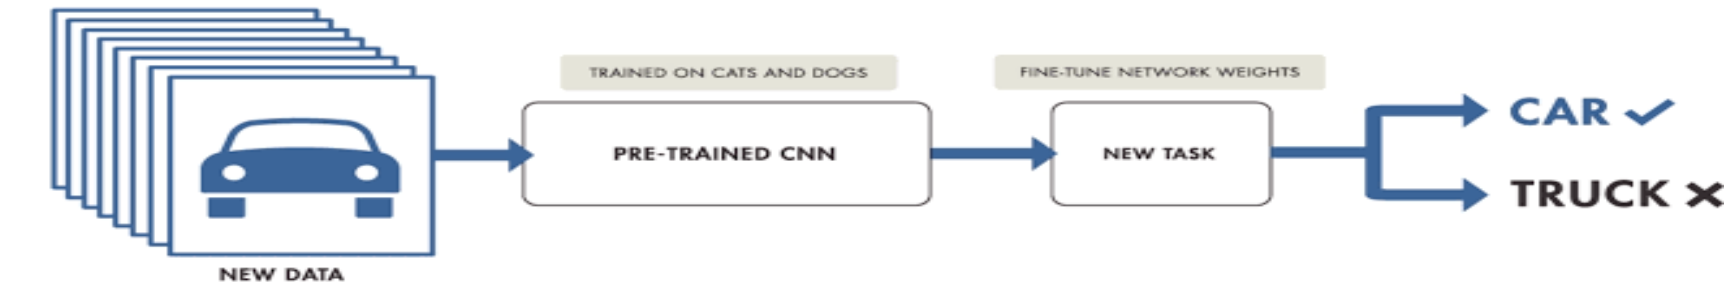 TRAINED ON CATS AND DOGS
FINE-TUNE NETWORK WEIGHTS
CAR
PRE-TRAINED CNN
NEW TASK
TRUCK
NEW DATA